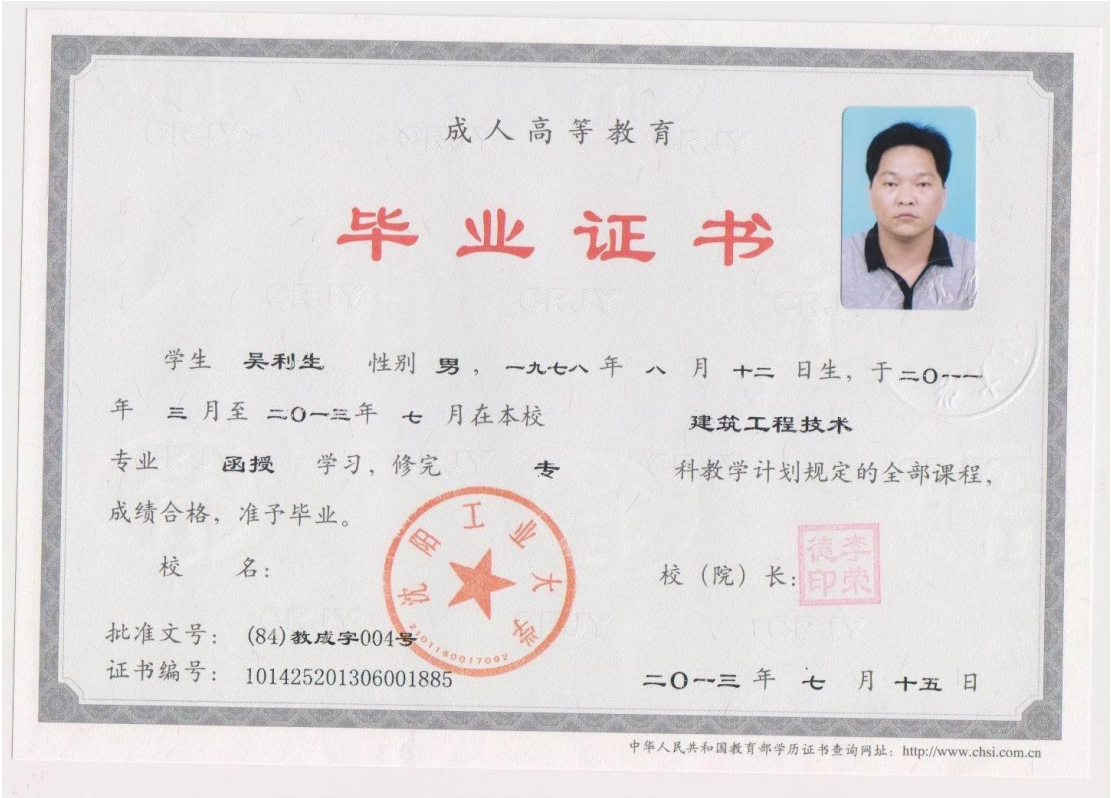 成人高等教育
毕业证书
学生 吴利生 性别 男，一九七八 年 八 月 十二 日生，于 二〇一一
年 三 月至 二〇一三 年 七 月在本校 建筑工程技术
专业 函授 学习，修完 专 科教学计划规定的全部课程，
成绩合格，准予毕业。
校 名： 沈阳工业大学 校（院）长：李荣德印
2101180017092
批准文号：(84)教成字004号
证书编号：101425201306001885 二〇一三 年 七 月 十五 日
中华人民共和国教育部学历证书查询网址：http://www.chsi.com.cn